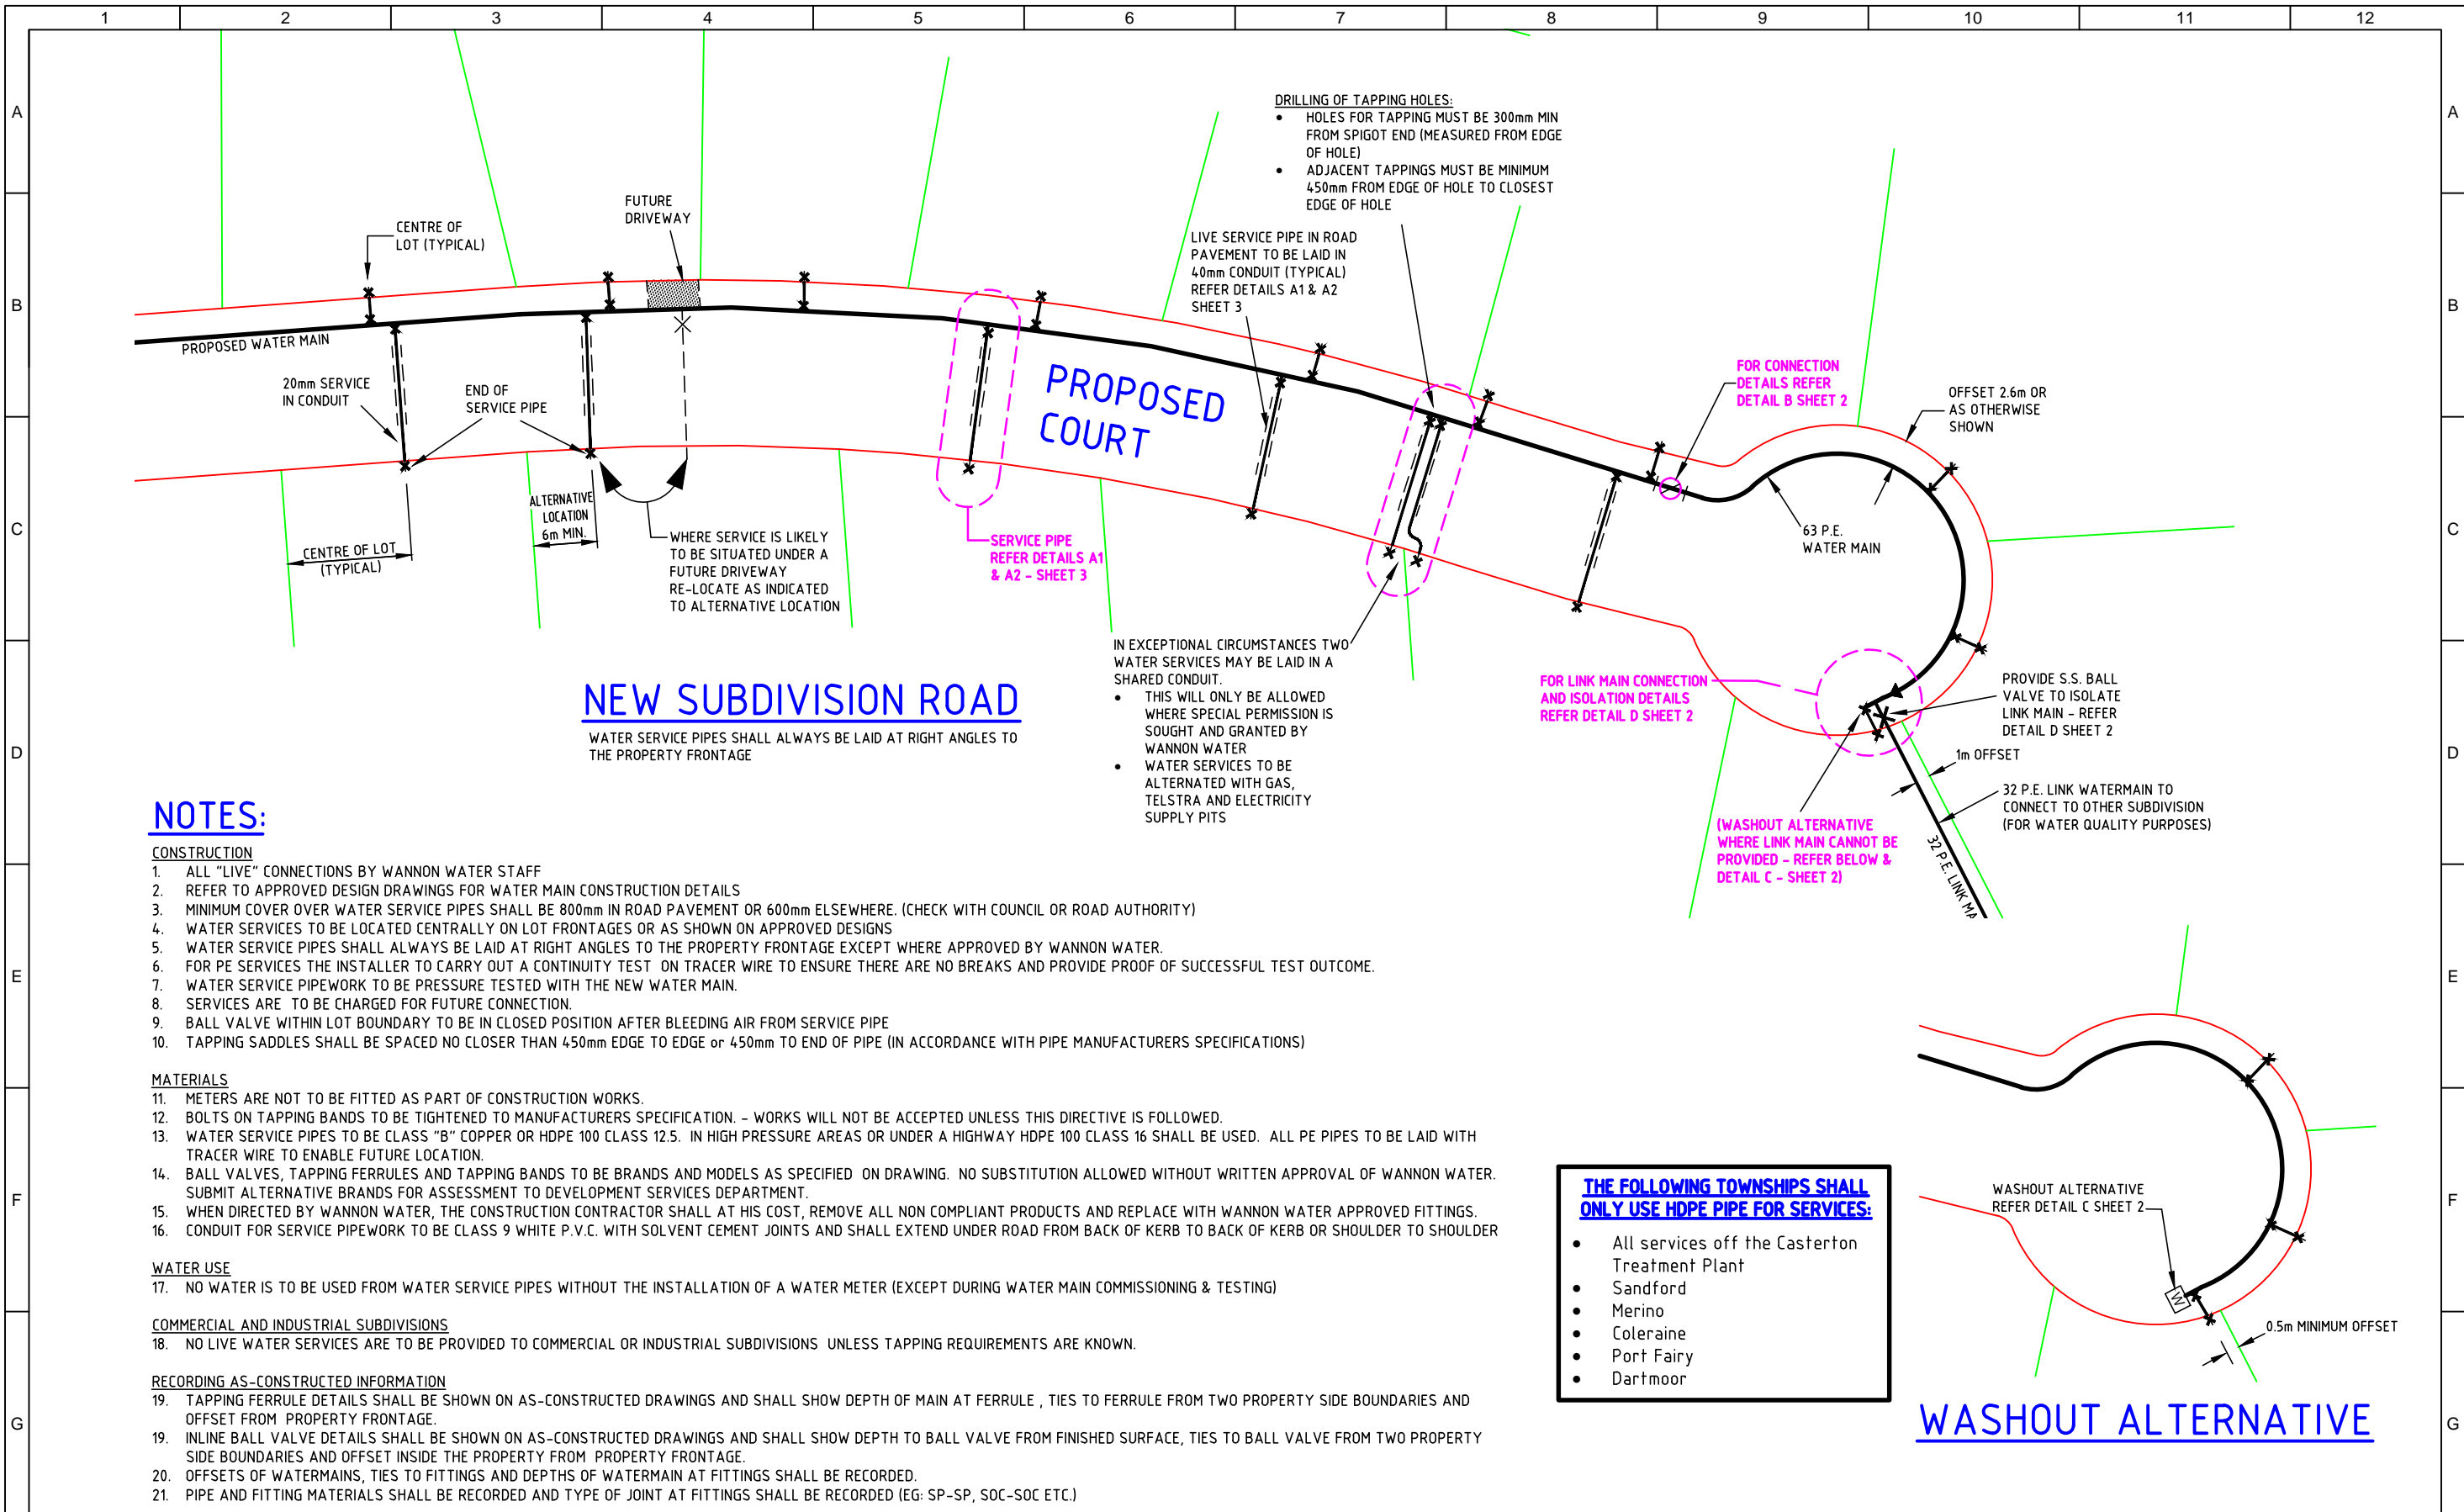 1 2 3 4 5 6 7 8 9 10 11 12
A A
B B
C C
D D
E E
F F
G G
DRILLING OF TAPPING HOLES:
• HOLES FOR TAPPING MUST BE 300mm MIN
FROM SPIGOT END (MEASURED FROM EDGE
OF HOLE)
• ADJACENT TAPPINGS MUST BE MINIMUM
450mm FROM EDGE OF HOLE TO CLOSEST
EDGE OF HOLE
CENTRE OF
LOT (TYPICAL)
FUTURE
DRIVEWAY
LIVE SERVICE PIPE IN ROAD
PAVEMENT TO BE LAID IN
40mm CONDUIT (TYPICAL)
REFER DETAILS A1 & A2
SHEET 3
PROPOSED WATER MAIN
20mm SERVICE
IN CONDUIT
END OF
SERVICE PIPE
PROPOSED
COURT
FOR CONNECTION
DETAILS REFER
DETAIL B SHEET 2
OFFSET 2.6m OR
AS OTHERWISE
SHOWN
ALTERNATIVE
LOCATION
6m MIN.
CENTRE OF LOT
(TYPICAL)
WHERE SERVICE IS LIKELY
TO BE SITUATED UNDER A
FUTURE DRIVEWAY
RE-LOCATE AS INDICATED
TO ALTERNATIVE LOCATION
SERVICE PIPE
REFER DETAILS A1
& A2 - SHEET 3
63 P.E.
WATER MAIN
IN EXCEPTIONAL CIRCUMSTANCES TWO
WATER SERVICES MAY BE LAID IN A
SHARED CONDUIT.
• THIS WILL ONLY BE ALLOWED
WHERE SPECIAL PERMISSION IS
SOUGHT AND GRANTED BY
WANNON WATER
• WATER SERVICES TO BE
ALTERNATED WITH GAS,
TELSTRA AND ELECTRICITY
SUPPLY PITS
FOR LINK MAIN CONNECTION
AND ISOLATION DETAILS
REFER DETAIL D SHEET 2
PROVIDE S.S. BALL
VALVE TO ISOLATE
LINK MAIN - REFER
DETAIL D SHEET 2
1m OFFSET
32 P.E. LINK WATERMAIN TO
CONNECT TO OTHER SUBDIVISION
(FOR WATER QUALITY PURPOSES)
(WASHOUT ALTERNATIVE
WHERE LINK MAIN CANNOT BE
PROVIDED - REFER BELOW &
DETAIL C - SHEET 2)
32 P.E. LINK MA
NEW SUBDIVISION ROAD
WATER SERVICE PIPES SHALL ALWAYS BE LAID AT RIGHT ANGLES TO
THE PROPERTY FRONTAGE
NOTES:
CONSTRUCTION
1. ALL "LIVE" CONNECTIONS BY WANNON WATER STAFF
2. REFER TO APPROVED DESIGN DRAWINGS FOR WATER MAIN CONSTRUCTION DETAILS
3. MINIMUM COVER OVER WATER SERVICE PIPES SHALL BE 800mm IN ROAD PAVEMENT OR 600mm ELSEWHERE. (CHECK WITH COUNCIL OR ROAD AUTHORITY)
4. WATER SERVICES TO BE LOCATED CENTRALLY ON LOT FRONTAGES OR AS SHOWN ON APPROVED DESIGNS
5. WATER SERVICE PIPES SHALL ALWAYS BE LAID AT RIGHT ANGLES TO THE PROPERTY FRONTAGE EXCEPT WHERE APPROVED BY WANNON WATER.
6. FOR PE SERVICES THE INSTALLER TO CARRY OUT A CONTINUITY TEST ON TRACER WIRE TO ENSURE THERE ARE NO BREAKS AND PROVIDE PROOF OF SUCCESSFUL TEST OUTCOME.
7. WATER SERVICE PIPEWORK TO BE PRESSURE TESTED WITH THE NEW WATER MAIN.
8. SERVICES ARE TO BE CHARGED FOR FUTURE CONNECTION.
9. BALL VALVE WITHIN LOT BOUNDARY TO BE IN CLOSED POSITION AFTER BLEEDING AIR FROM SERVICE PIPE
10. TAPPING SADDLES SHALL BE SPACED NO CLOSER THAN 450mm EDGE TO EDGE or 450mm TO END OF PIPE (IN ACCORDANCE WITH PIPE MANUFACTURERS SPECIFICATIONS)
MATERIALS
11. METERS ARE NOT TO BE FITTED AS PART OF CONSTRUCTION WORKS.
12. BOLTS ON TAPPING BANDS TO BE TIGHTENED TO MANUFACTURERS SPECIFICATION. - WORKS WILL NOT BE ACCEPTED UNLESS THIS DIRECTIVE IS FOLLOWED.
13. WATER SERVICE PIPES TO BE CLASS "B" COPPER OR HDPE 100 CLASS 12.5. IN HIGH PRESSURE AREAS OR UNDER A HIGHWAY HDPE 100 CLASS 16 SHALL BE USED. ALL PE PIPES TO BE LAID WITH
TRACER WIRE TO ENABLE FUTURE LOCATION.
14. BALL VALVES, TAPPING FERRULES AND TAPPING BANDS TO BE BRANDS AND MODELS AS SPECIFIED ON DRAWING. NO SUBSTITUTION ALLOWED WITHOUT WRITTEN APPROVAL OF WANNON WATER.
SUBMIT ALTERNATIVE BRANDS FOR ASSESSMENT TO DEVELOPMENT SERVICES DEPARTMENT.
15. WHEN DIRECTED BY WANNON WATER, THE CONSTRUCTION CONTRACTOR SHALL AT HIS COST, REMOVE ALL NON COMPLIANT PRODUCTS AND REPLACE WITH WANNON WATER APPROVED FITTINGS.
16. CONDUIT FOR SERVICE PIPEWORK TO BE CLASS 9 WHITE P.V.C. WITH SOLVENT CEMENT JOINTS AND SHALL EXTEND UNDER ROAD FROM BACK OF KERB TO BACK OF KERB OR SHOULDER TO SHOULDER
WATER USE
17. NO WATER IS TO BE USED FROM WATER SERVICE PIPES WITHOUT THE INSTALLATION OF A WATER METER (EXCEPT DURING WATER MAIN COMMISSIONING & TESTING)
COMMERCIAL AND INDUSTRIAL SUBDIVISIONS
18. NO LIVE WATER SERVICES ARE TO BE PROVIDED TO COMMERCIAL OR INDUSTRIAL SUBDIVISIONS UNLESS TAPPING REQUIREMENTS ARE KNOWN.
RECORDING AS-CONSTRUCTED INFORMATION
19. TAPPING FERRULE DETAILS SHALL BE SHOWN ON AS-CONSTRUCTED DRAWINGS AND SHALL SHOW DEPTH OF MAIN AT FERRULE , TIES TO FERRULE FROM TWO PROPERTY SIDE BOUNDARIES AND
OFFSET FROM PROPERTY FRONTAGE.
19. INLINE BALL VALVE DETAILS SHALL BE SHOWN ON AS-CONSTRUCTED DRAWINGS AND SHALL SHOW DEPTH TO BALL VALVE FROM FINISHED SURFACE, TIES TO BALL VALVE FROM TWO PROPERTY
SIDE BOUNDARIES AND OFFSET INSIDE THE PROPERTY FROM PROPERTY FRONTAGE.
20. OFFSETS OF WATERMAINS, TIES TO FITTINGS AND DEPTHS OF WATERMAIN AT FITTINGS SHALL BE RECORDED.
21. PIPE AND FITTING MATERIALS SHALL BE RECORDED AND TYPE OF JOINT AT FITTINGS SHALL BE RECORDED (EG: SP-SP, SOC-SOC ETC.)
THE FOLLOWING TOWNSHIPS SHALL
ONLY USE HDPE PIPE FOR SERVICES:
• All services off the Casterton
Treatment Plant
• Sandford
• Merino
• Coleraine
• Port Fairy
• Dartmoor
WASHOUT ALTERNATIVE
REFER DETAIL C SHEET 2
W
0.5m MINIMUM OFFSET
WASHOUT ALTERNATIVE